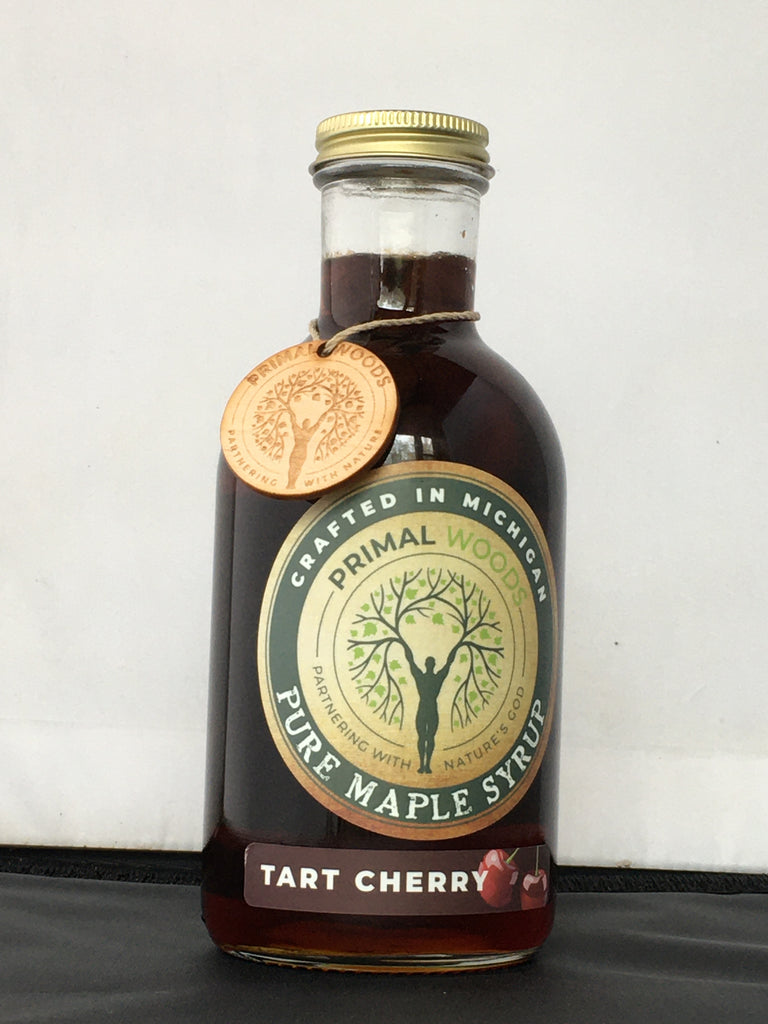 PRIMAL WOODS
PARTNERING WITH NATURE
CRAFTED IN MICHIGAN
PRIMAL WOODS
PARTNERING WITH NATURE'S GOD
PURE MAPLE SYRUP
TART CHERRY